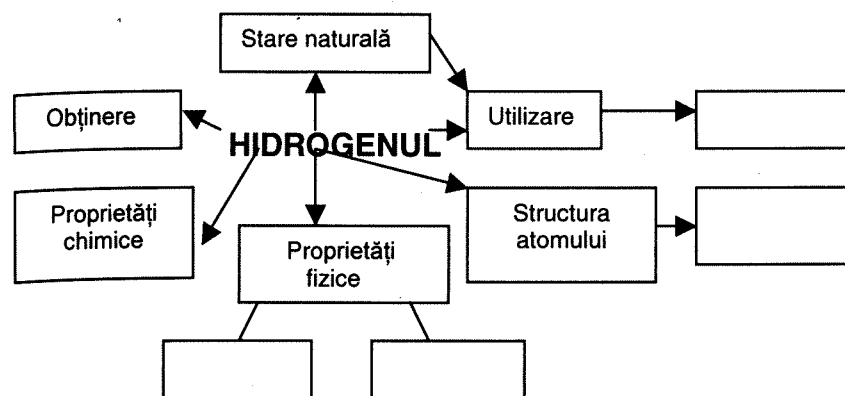 Stare naturală
Obținere
Utilizare
HIDROGENUL
Proprietăți
chimice
Structura
atomului
Proprietăți
fizice